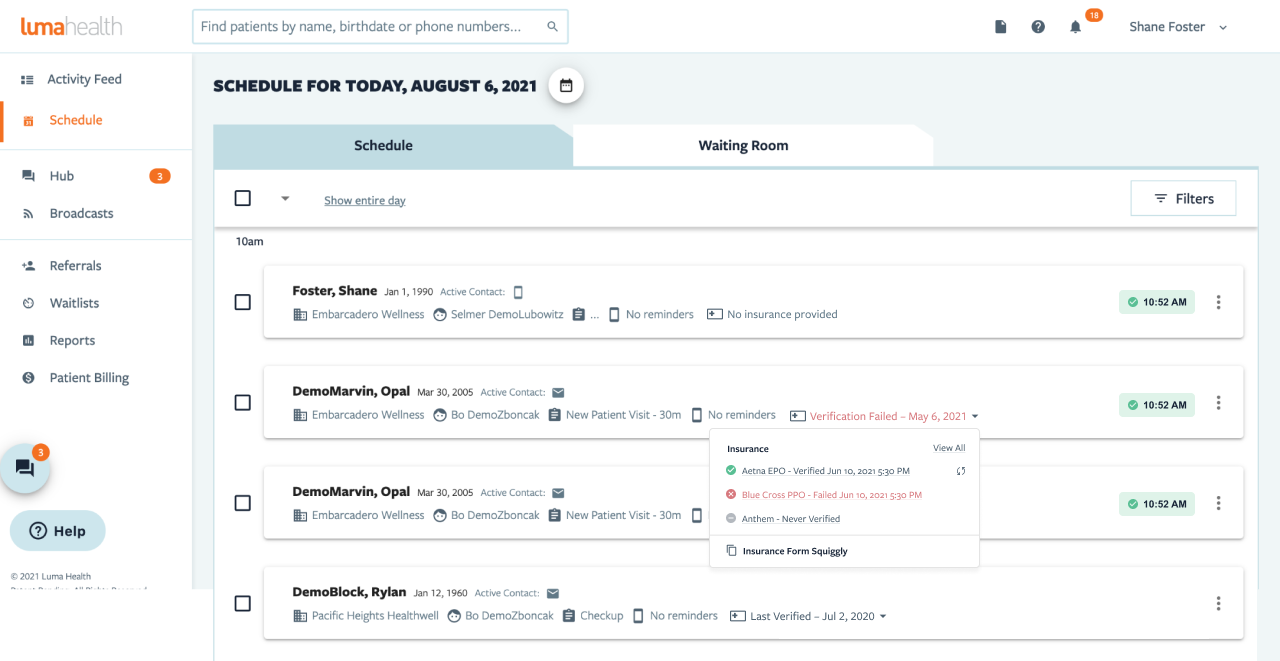 lumahealth
Find patients by name, birthdate or phone numbers...
18
Shane Foster
Activity Feed
Schedule
Hub
3
Broadcasts
Referrals
Waitlists
Reports
Patient Billing
3
Help
© 2021 Luma Health
Patent Pending. All Rights Reserved.
SCHEDULE FOR TODAY, AUGUST 6, 2021
Schedule
Waiting Room
Show entire day
Filters
10am
Foster, Shane Jan 1, 1990 Active Contact:
Embarcadero Wellness Selmer DemoLubowitz ... No reminders No insurance provided
10:52 AM
DemoMarvin, Opal Mar 30, 2005 Active Contact:
Embarcadero Wellness Bo DemoZboncak New Patient Visit - 30m No reminders Verification Failed – May 6, 2021
10:52 AM
Insurance View All
Aetna EPO - Verified Jun 10, 2021 5:30 PM
Blue Cross PPO - Failed Jun 10, 2021 5:30 PM
Anthem - Never Verified
Insurance Form Squiggly
DemoMarvin, Opal Mar 30, 2005 Active Contact:
Embarcadero Wellness Bo DemoZboncak New Patient Visit - 30m
10:52 AM
DemoBlock, Rylan Jan 12, 1960 Active Contact:
Pacific Heights Healthwell Bo DemoZboncak Checkup No reminders Last Verified – Jul 2, 2020